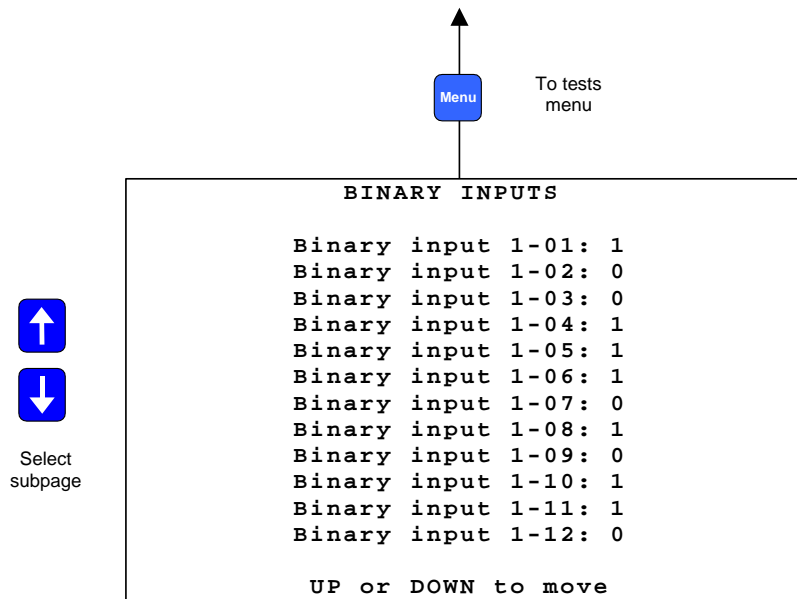 Menu
To tests
menu
BINARY INPUTS
Binary input 1-01: 1
Binary input 1-02: 0
Binary input 1-03: 0
Binary input 1-04: 1
Binary input 1-05: 1
Binary input 1-06: 1
Binary input 1-07: 0
Binary input 1-08: 1
Binary input 1-09: 0
Binary input 1-10: 1
Binary input 1-11: 1
Binary input 1-12: 0
UP or DOWN to move
Select
subpage